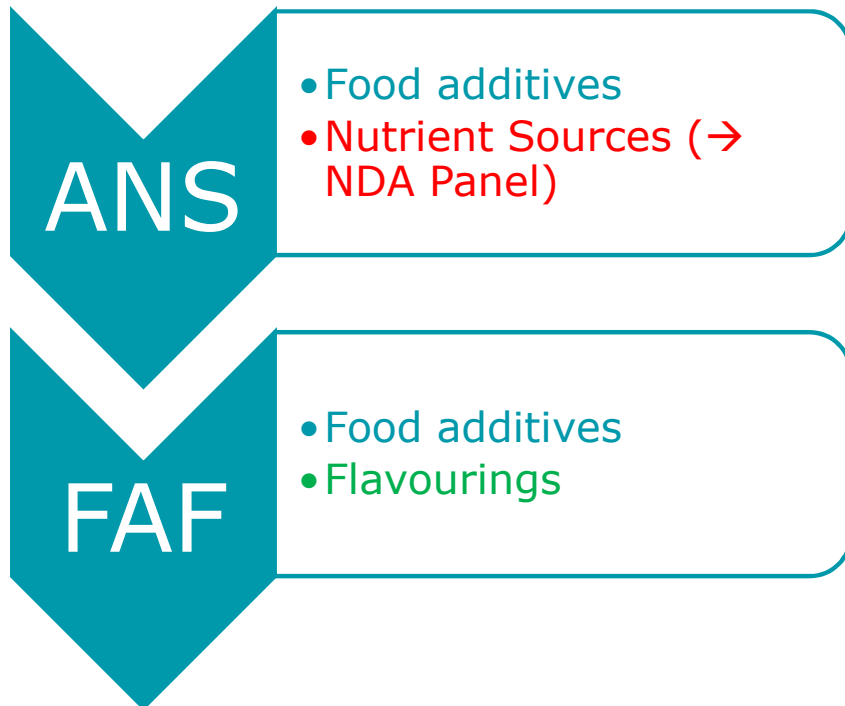 ANS
•Food additives
•Nutrient Sources (→
NDA Panel)
FAF
•Food additives
•Flavourings